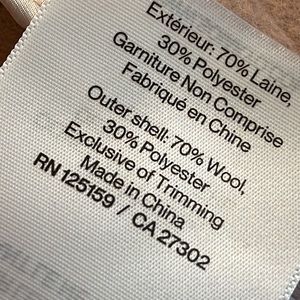 Extérieur: 70% Laine,
30% Polyester
Garniture Non Comprise
Fabriqué en Chine
Outer shell: 70% Wool,
30% Polyester
Exclusive of Trimming
Made in China
RN 125159 / CA 27302